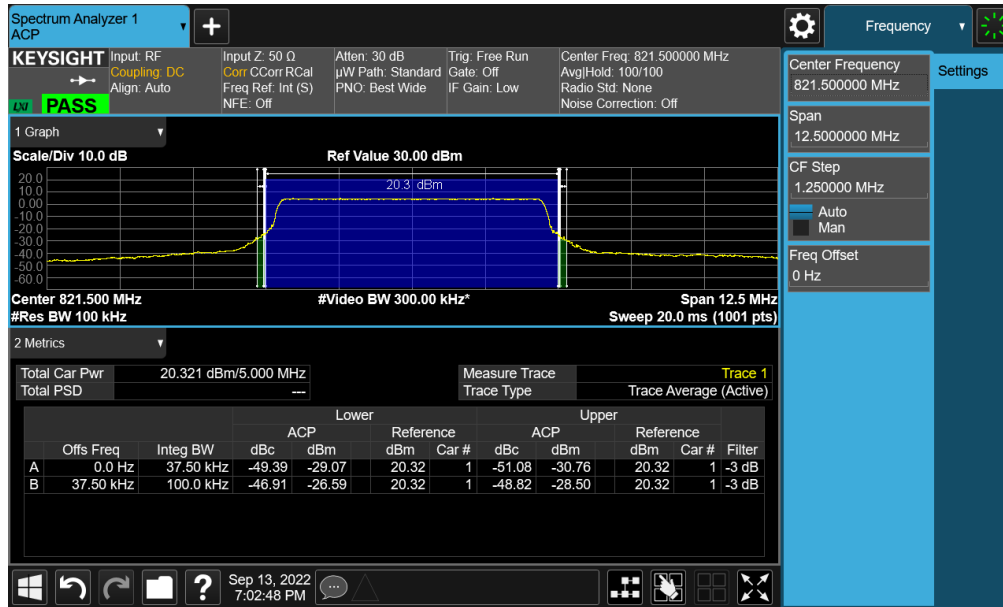 Spectrum Analyzer 1
ACP
Frequency
KEYSIGHT
LXI
PASS
Input: RF
Coupling: DC
Align: Auto
Input Z: 50 Ω
Corr CCorr RCal
Freq Ref: Int (S)
NFE: Off
Atten: 30 dB
µW Path: Standard
PNO: Best Wide
Trig: Free Run
Gate: Off
IF Gain: Low
Center Freq: 821.500000 MHz
Avg|Hold: 100/100
Radio Std: None
Noise Correction: Off
Center Frequency
821.500000 MHz
Settings
Span
12.5000000 MHz
CF Step
1.250000 MHz
Auto
Man
Freq Offset
0 Hz
1 Graph
Scale/Div 10.0 dB
Ref Value 30.00 dBm
20.3 dBm
20.0
10.0
0.00
-10.0
-20.0
-30.0
-40.0
-50.0
-60.0
Center 821.500 MHz
#Video BW 300.00 kHz*
Span 12.5 MHz
#Res BW 100 kHz
Sweep 20.0 ms (1001 pts)
2 Metrics
Total Car Pwr 20.321 dBm/5.000 MHz Measure Trace Trace 1
Total PSD --- Trace Type Trace Average (Active)
Lower Upper
ACP Reference ACP Reference
Offs Freq Integ BW dBc dBm dBm Car # dBc dBm dBm Car # Filter
A 0.0 Hz 37.50 kHz -49.39 -29.07 20.32 1 -51.08 -30.76 20.32 1 -3 dB
B 37.50 kHz 100.0 kHz -46.91 -26.59 20.32 1 -48.82 -28.50 20.32 1 -3 dB
Sep 13, 2022
7:02:48 PM